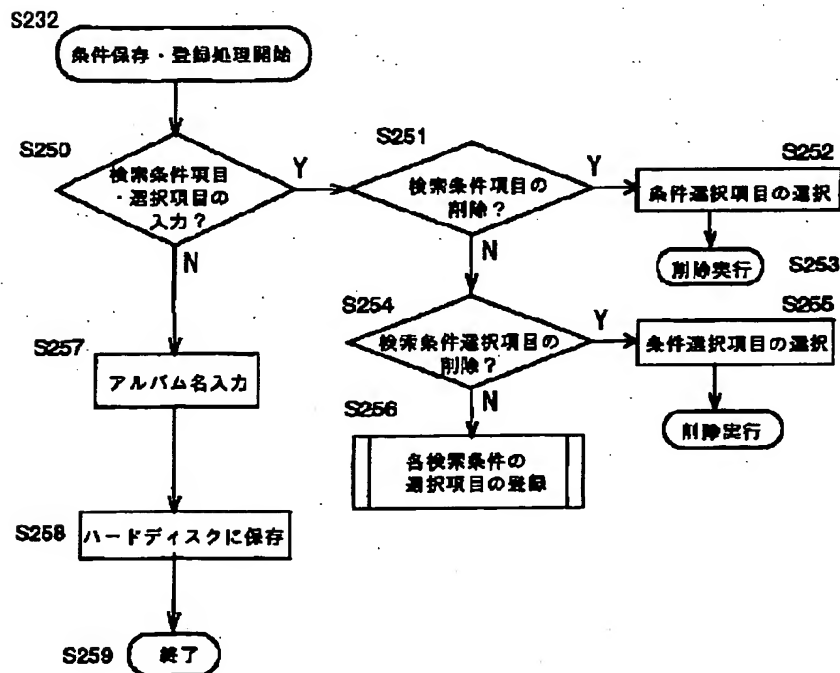 S232
条件保存・登録処理開始
S250
検索条件項目
・選択項目の
入力？
Y
N
S251
検索条件項目の
削除？
Y
N
S252
条件選択項目の選択
削除実行
S253
S254
検索条件選択項目の
削除？
Y
N
S255
条件選択項目の選択
削除実行
S256
各検索条件の
選択項目の登録
S257
アルバム名入力
S258
ハードディスクに保存
S259
終了